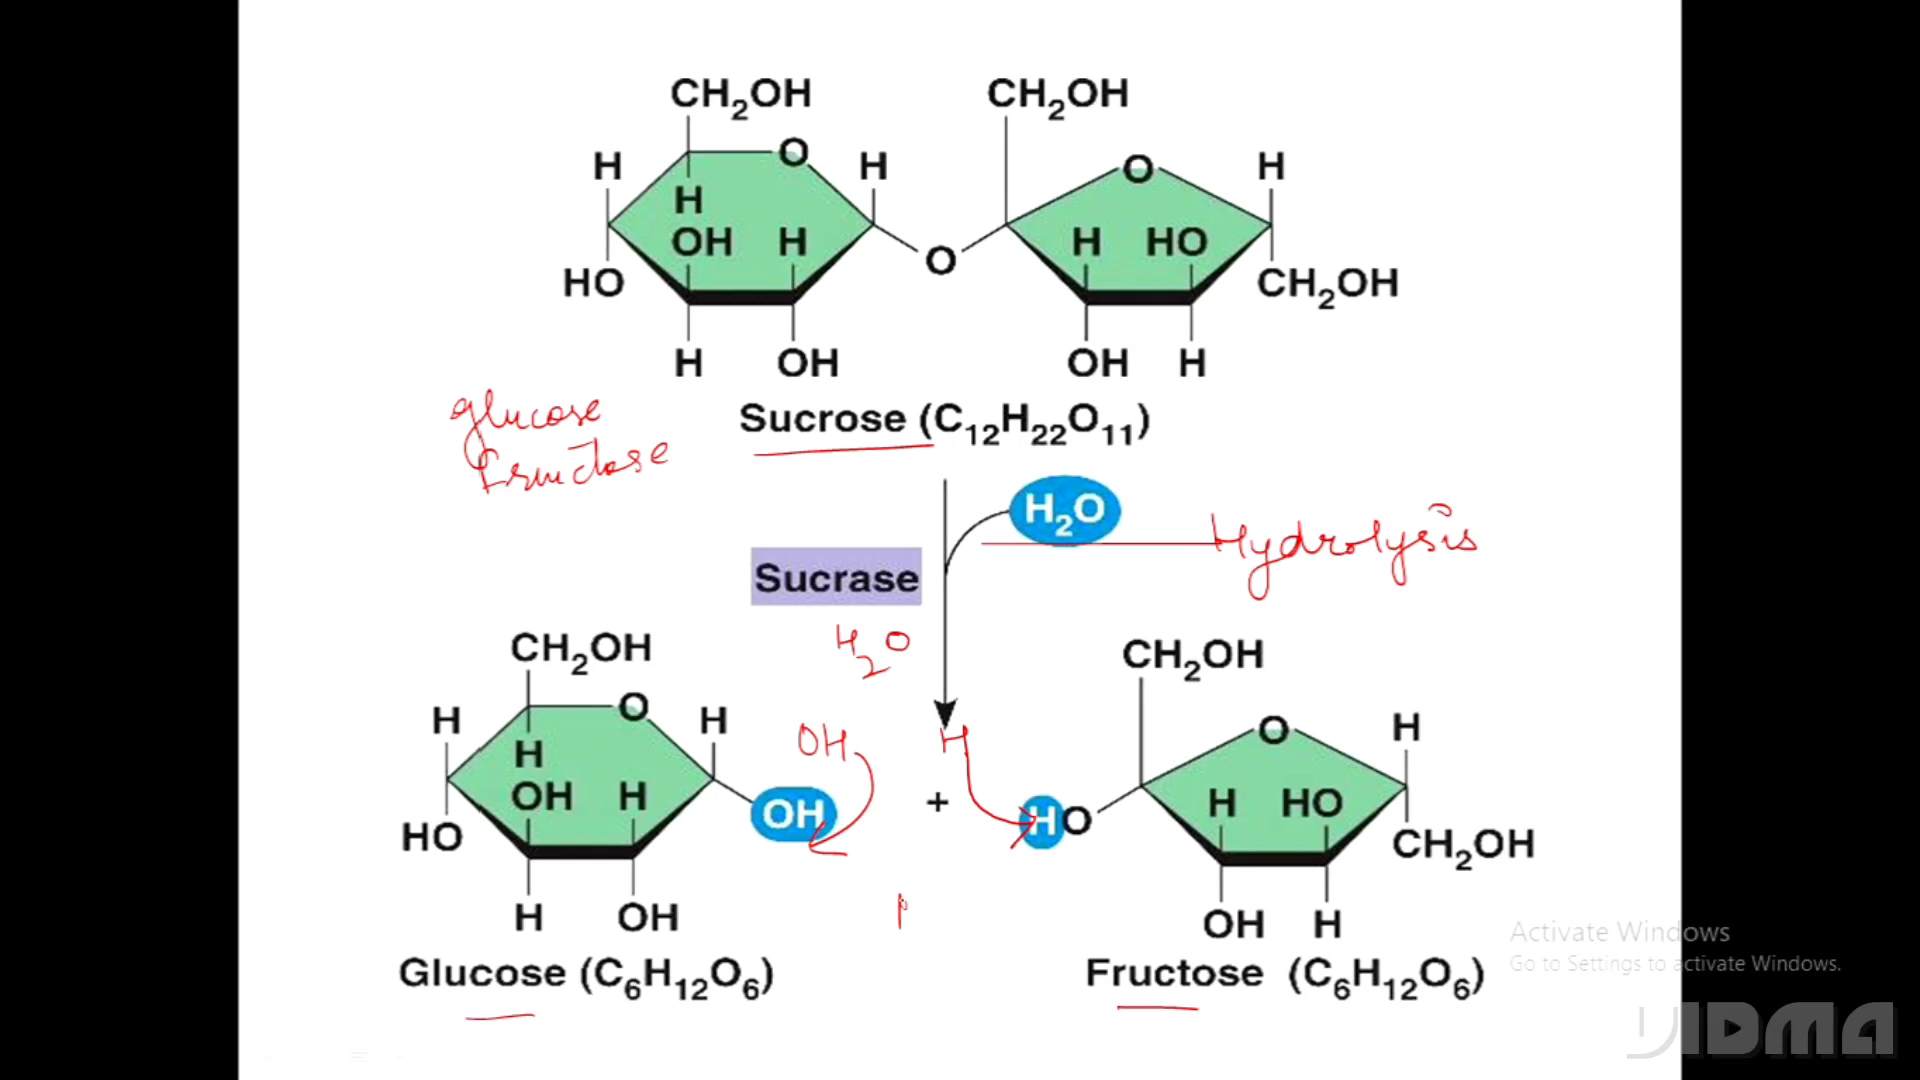 CH₂OH CH₂OH
H O H O H
H
OH H H HO
HO O CH₂OH
H OH OH H
Sucrose (C₁₂H₂₂O₁₁)
glucose
fructose
H₂O
Hydrolysis
Sucrase
H₂O
CH₂OH CH₂OH
H O H OH H O H
H
OH H OH + HO H HO
HO CH₂OH
H OH OH H
Glucose (C₆H₁₂O₆) Fructose (C₆H₁₂O₆)
Activate Windows
Go to Settings to activate Windows.
VIDMA